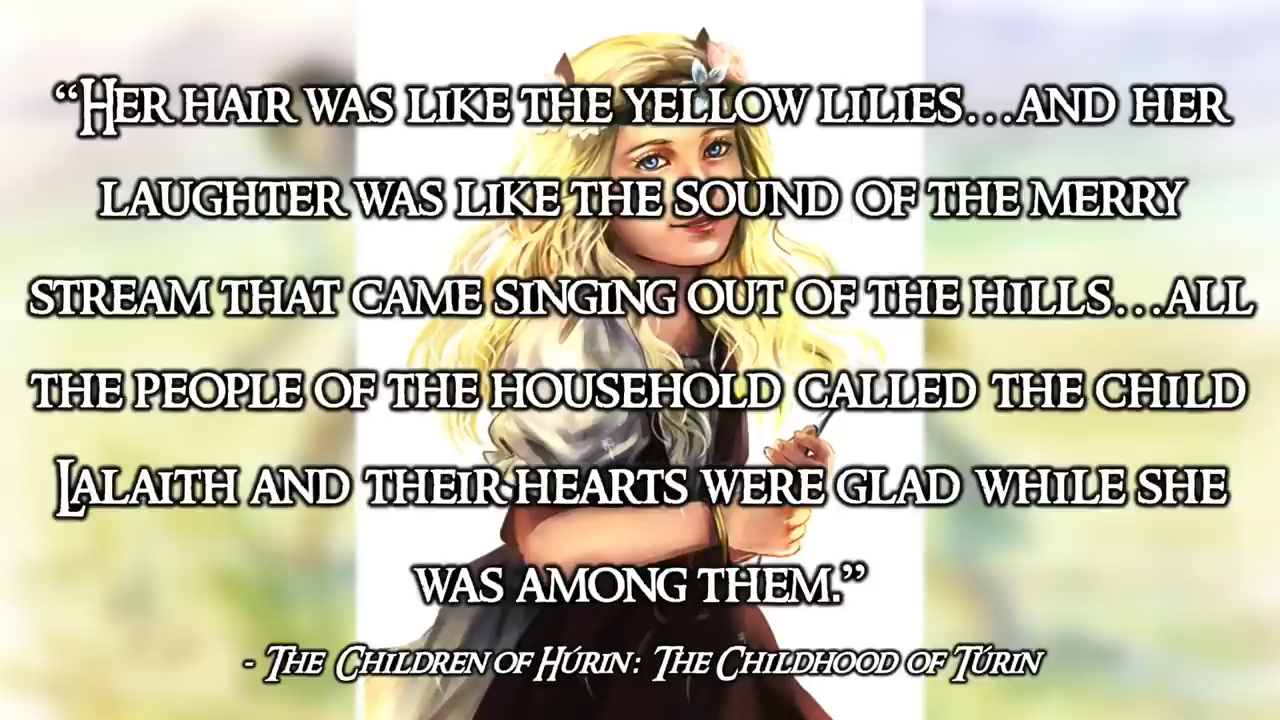 “Her hair was like the yellow lilies…and her
laughter was like the sound of the merry
stream that came singing out of the hills…all
the people of the household called the child
Lalaith and their hearts were glad while she
was among them.”
- The Children of Húrin: The Childhood of Túrin